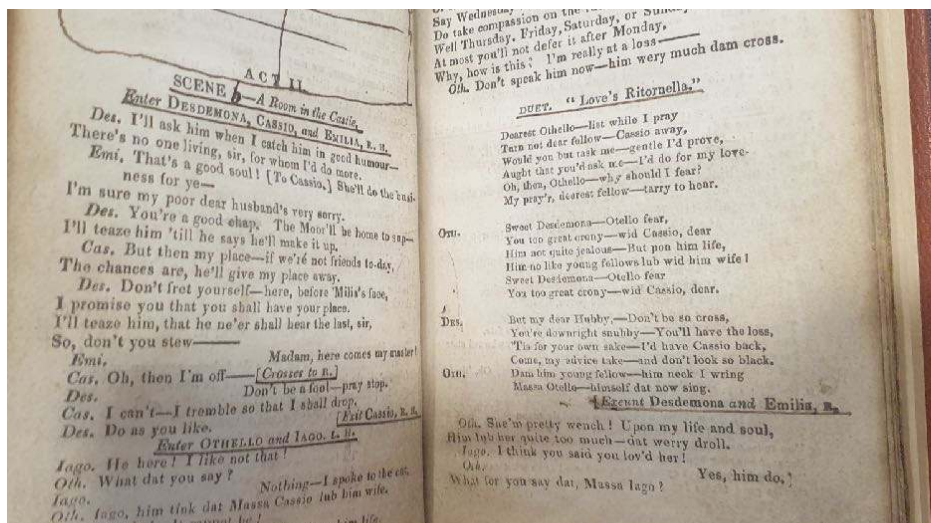 ACT II.
SCENE —A Room in the Castle.
Enter DESDEMONA, CASSIO, and EMILIA, R. H.
Des. I'll ask him when I catch him in good humour—
There's no one living, sir, for whom I'd do more.
Emi. That's a good soul! [To Cassio.] She'll do the busi-
ness for ye—
I'm sure my poor dear husband's very sorry.
Des. You're a good chap. The Moor'll be home to sup—
I'll teaze him 'till he says he'll make it up.
Cas. But then my place—if we're not friends to-day,
The chances are, he'll give my place away.
Des. Don't fret yourself—here, before 'Milia's face,
I promise you that you shall have your place.
I'll teaze him, that he ne'er shall hear the last, sir,
So, don't you stew——
Emi. Madam, here comes my master!
Cas. Oh, then I'm off—[Crosses to R.]
Des. Don't be a fool—pray stop.
Cas. I can't—I tremble so that I shall drop.
Des. Do as you like. [Exit Cassio, R. H.
Enter OTHELLO and IAGO. L. H.
Iago. He here! I like not that!
Oth. What dat you say?
Iago. Nothing—I spoke to the cat.
Oth. Iago, him tink dat Massa Cassio lub him wife.
him life.
Say Wednesday
Do take compassion on the
Well Thursday, Friday, Saturday, or Sunday
At most you'll not defer it after Monday.
Why, how is this? I'm really at a loss——
Oth. Don't speak him now—him wery much dam cross.
DUET. "Love's Ritornella."
Dearest Othello—list while I pray
Turn not dear fellow—Cassio away,
Would you but task me—gentle I'd prove,
Aught that you'd ask me—I'd do for my love-
Oh, then, Othello—why should I fear?
My pray'r, dearest fellow—tarry to hear.
OTH. Sweet Desdemona—Otello fear,
You too great crony—wid Cassio, dear
Him not quite jealous—But pon him life,
Him no like young fellows lub wid him wife!
Sweet Desdemona—Otello fear
You too great crony—wid Cassio, dear.
DES. But my dear Hubby,—Don't be so cross,
You're downright snubby—You'll have the loss,
'Tis for your own sake—I'd have Cassio back,
Come, my advice take—and don't look so black.
OTH. Dam him young fellow—him neck I wring
Massa Otello—himself dat now sing.
[Exeunt Desdemona and Emilia, R.
Oth. She'm pretty wench! Upon my life and soul,
Him lub her quite too much—dat werry droll.
Iago. I think you said you lov'd her!
Oth. Yes, him do,
What for you say dat, Massa Iago?